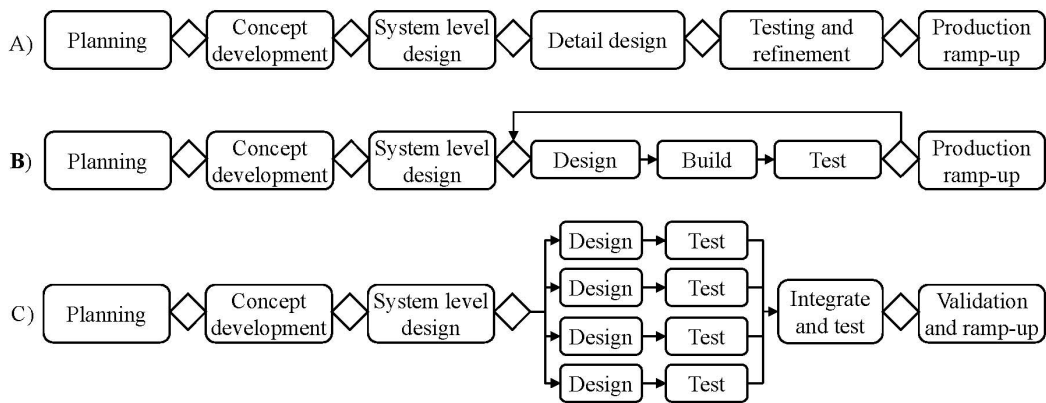 A)
Planning
Concept
development
System level
design
Detail design
Testing and
refinement
Production
ramp-up
B)
Planning
Concept
development
System level
design
Design
Build
Test
Production
ramp-up
C)
Planning
Concept
development
System level
design
Design
Test
Design
Test
Design
Test
Design
Test
Integrate
and test
Validation
and ramp-up